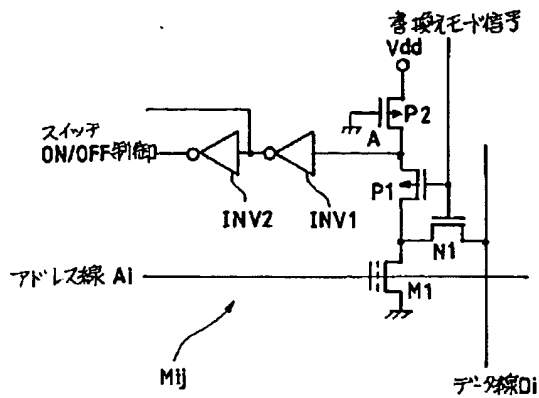 書換えモード信号
Vdd
P2
A
スイッチ
ON/OFF制御
P1
INV2
INV1
N1
アドレス線 Ai
M1
Mij
データ線Di